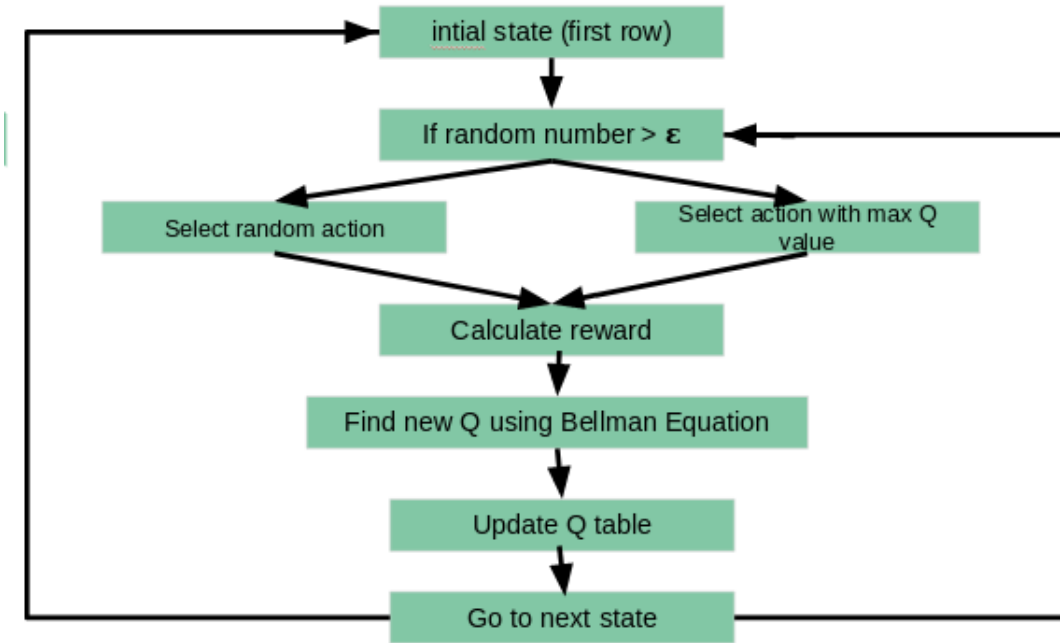 intial state (first row)
If random number > ε
Select random action
Select action with max Q
value
Calculate reward
Find new Q using Bellman Equation
Update Q table
Go to next state